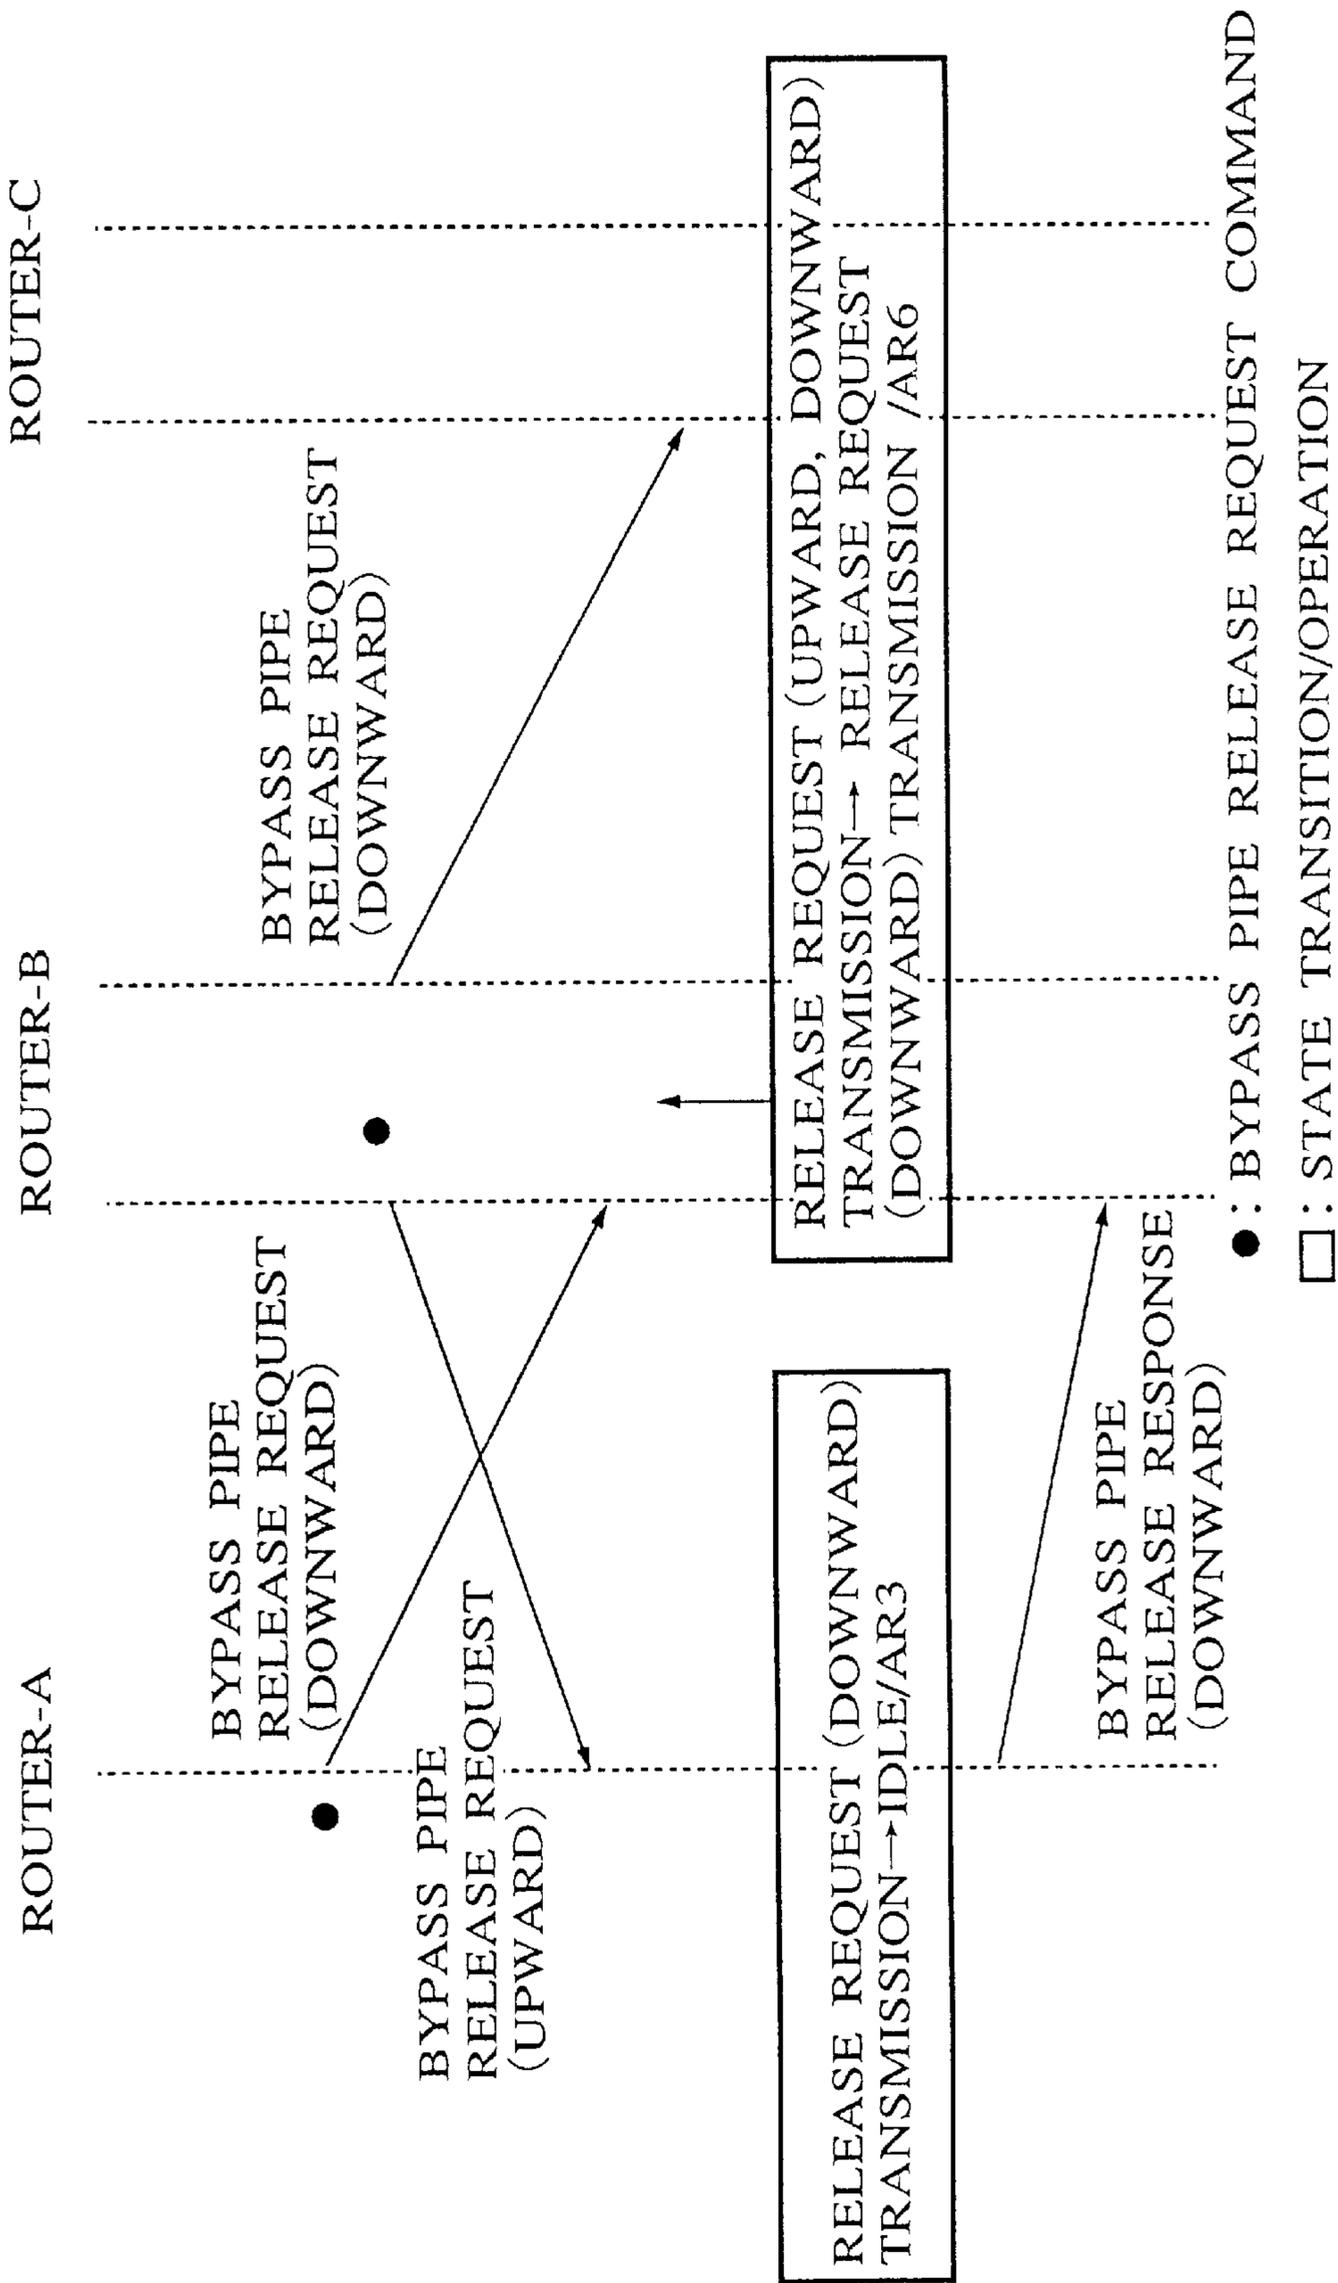 ROUTER-A
ROUTER-B
ROUTER-C
BYPASS PIPE
RELEASE REQUEST
(DOWNWARD)
BYPASS PIPE
RELEASE REQUEST
(DOWNWARD)
BYPASS PIPE
RELEASE REQUEST
(UPWARD)
RELEASE REQUEST (DOWNWARD)
TRANSMISSION→IDLE/AR3
RELEASE REQUEST (UPWARD, DOWNWARD)
TRANSMISSION→ RELEASE REQUEST
(DOWNWARD) TRANSMISSION /AR6
BYPASS PIPE
RELEASE RESPONSE
(DOWNWARD)
● : BYPASS PIPE RELEASE REQUEST COMMAND
□ : STATE TRANSITION/OPERATION